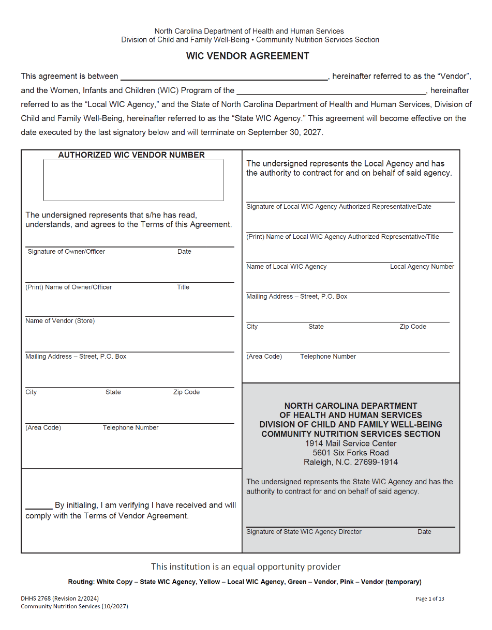 North Carolina Department of Health and Human Services
Division of Child and Family Well-Being • Community Nutrition Services Section
WIC VENDOR AGREEMENT
This agreement is between ______, hereinafter referred to as the “Vendor”,
and the Women, Infants and Children (WIC) Program of the ______, hereinafter
referred to as the “Local WIC Agency,” and the State of North Carolina Department of Health and Human Services, Division of
Child and Family Well-Being, hereinafter referred to as the “State WIC Agency.” This agreement will become effective on the
date executed by the last signatory below and will terminate on September 30, 2027.
AUTHORIZED WIC VENDOR NUMBER
The undersigned represents that s/he has read,
understands, and agrees to the Terms of this Agreement.
Signature of Owner/Officer Date
(Print) Name of Owner/Officer Title
Name of Vendor (Store)
Mailing Address – Street, P.O. Box
City State Zip Code
(Area Code) Telephone Number
______ By initialing, I am verifying I have received and will
comply with the Terms of Vendor Agreement.
The undersigned represents the Local Agency and has
the authority to contract for and on behalf of said agency.
Signature of Local WIC Agency Authorized Representative/Date
(Print) Name of Local WIC Agency Authorized Representative/Title
Name of Local WIC Agency Local Agency Number
Mailing Address – Street, P.O. Box
City State Zip Code
(Area Code) Telephone Number
NORTH CAROLINA DEPARTMENT
OF HEALTH AND HUMAN SERVICES
DIVISION OF CHILD AND FAMILY WELL-BEING
COMMUNITY NUTRITION SERVICES SECTION
1914 Mail Service Center
5601 Six Forks Road
Raleigh, N.C. 27699-1914
The undersigned represents the State WIC Agency and has the
authority to contract for and on behalf of said agency.
Signature of State WIC Agency Director Date
This institution is an equal opportunity provider
Routing: White Copy – State WIC Agency, Yellow – Local WIC Agency, Green – Vendor, Pink – Vendor (temporary)
DHHS 2768 (Revision 2/2024)
Community Nutrition Services (10/2027)
Page 1 of 13